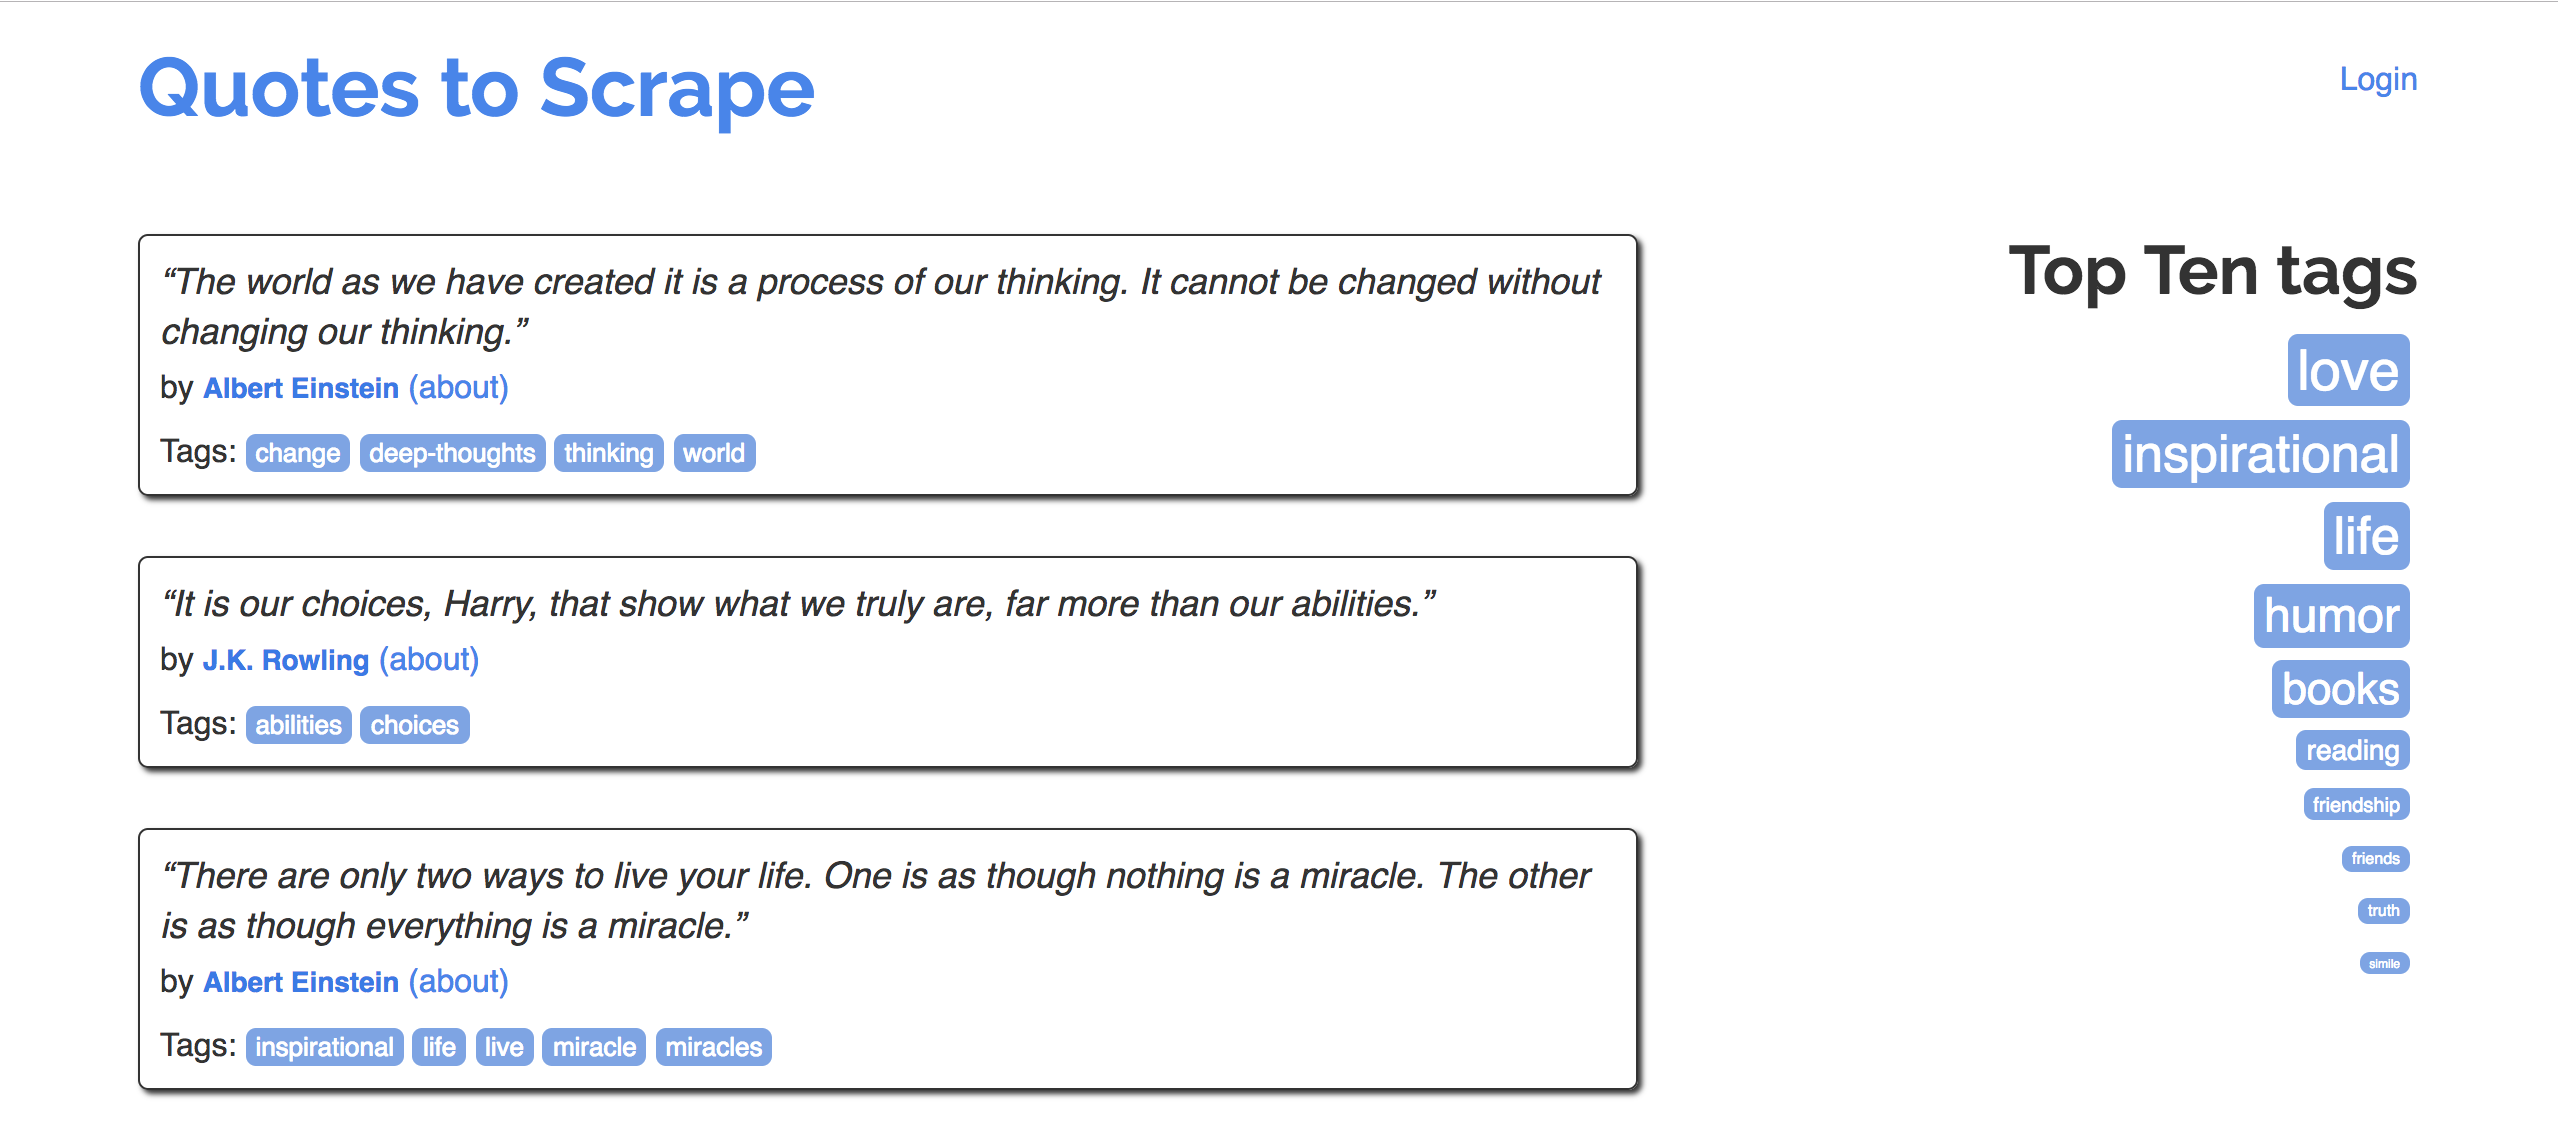 Quotes to Scrape
Login
“The world as we have created it is a process of our thinking. It cannot be changed without
changing our thinking.”
by Albert Einstein (about)
Tags: change deep-thoughts thinking world
“It is our choices, Harry, that show what we truly are, far more than our abilities.”
by J.K. Rowling (about)
Tags: abilities choices
“There are only two ways to live your life. One is as though nothing is a miracle. The other
is as though everything is a miracle.”
by Albert Einstein (about)
Tags: inspirational life live miracle miracles
Top Ten tags
love
inspirational
life
humor
books
reading
friendship
friends
truth
simile